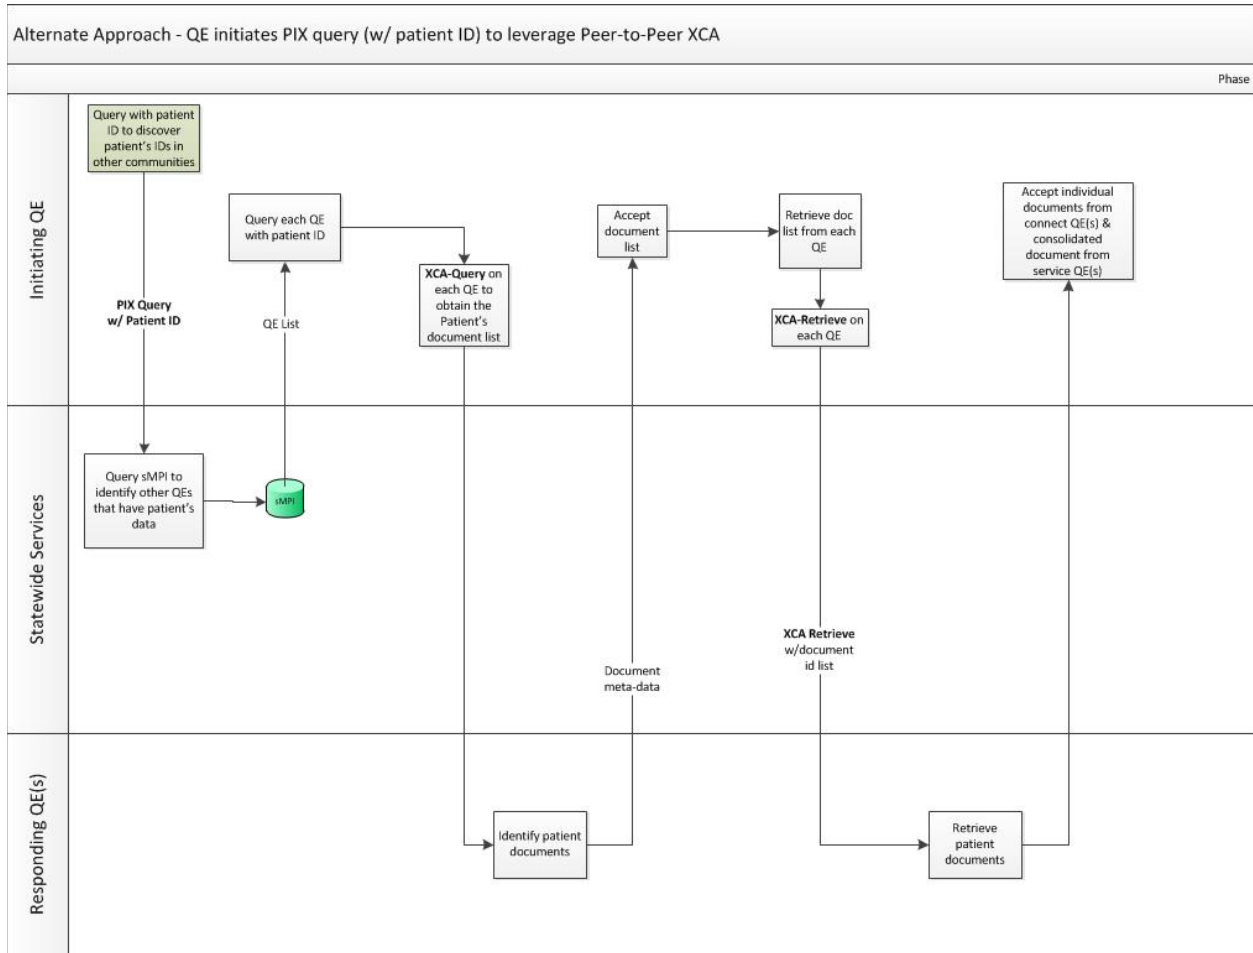 Alternate Approach - QE initiates PIX query (w/ patient ID) to leverage Peer-to-Peer XCA
Phase
Initiating QE
Query with patient
ID to discover
patient's IDs in
other communities
PIX Query
w/ Patient ID
Query each QE
with patient ID
QE List
XCA-Query on
each QE to
obtain the
Patient's
document list
Accept
document
list
Retrieve doc
list from each
QE
XCA-Retrieve on
each QE
Accept individual
documents from
connect QE(s) &
consolidated
document from
service QE(s)
Statewide Services
Query sMPI to
identify other QEs
that have patient's
data
sMPI
Document
meta-data
XCA Retrieve
w/document
id list
Responding QE(s)
Identify patient
documents
Retrieve
patient
documents